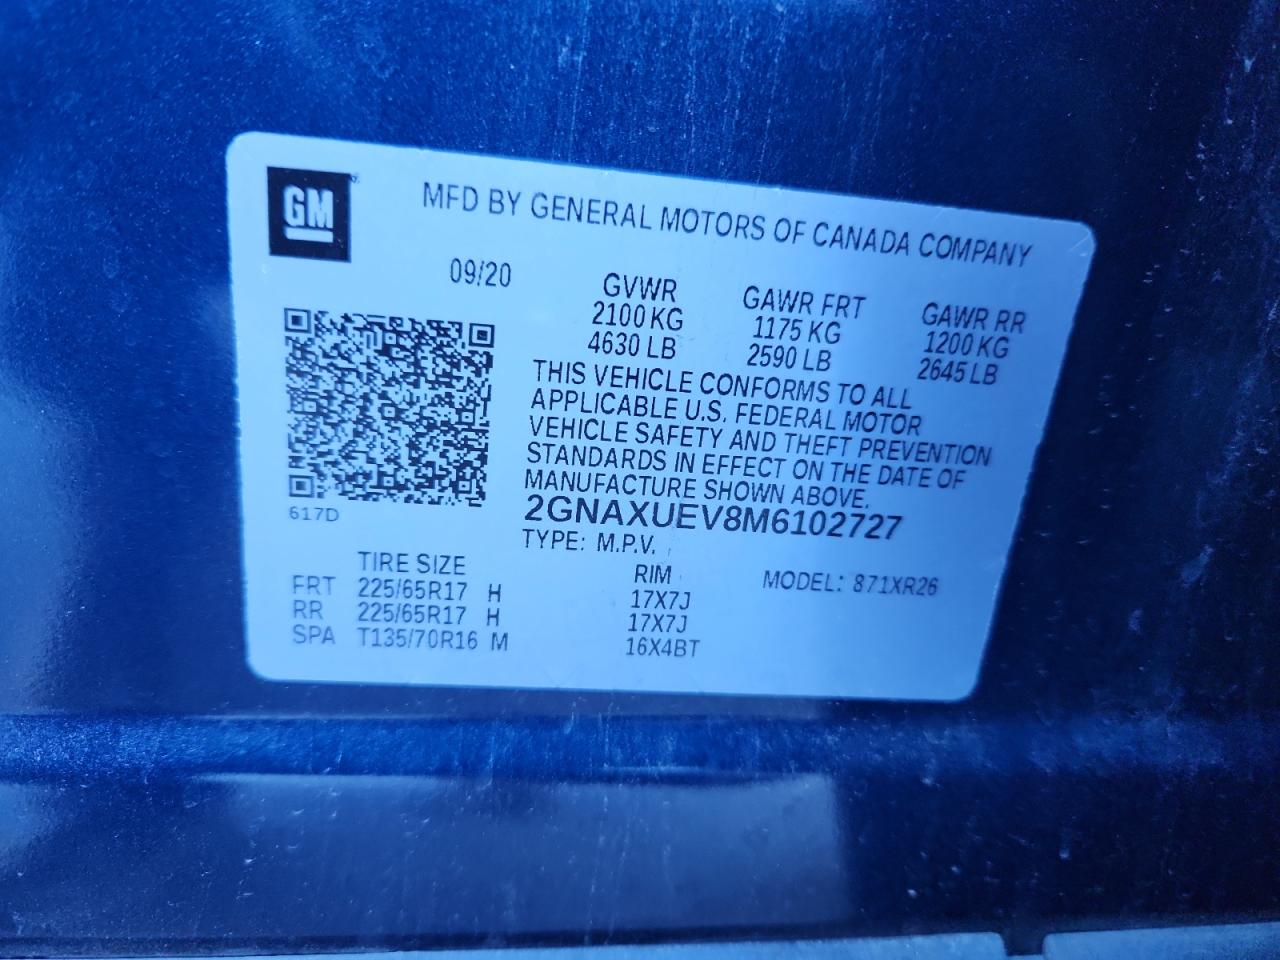 GM
MFD BY GENERAL MOTORS OF CANADA COMPANY
09/20
GVWR GAWR FRT GAWR RR
2100 KG 1175 KG 1200 KG
4630 LB 2590 LB 2645 LB
THIS VEHICLE CONFORMS TO ALL
APPLICABLE U.S. FEDERAL MOTOR
VEHICLE SAFETY AND THEFT PREVENTION
STANDARDS IN EFFECT ON THE DATE OF
MANUFACTURE SHOWN ABOVE.
617D
2GNAXUEV8M6102727
TYPE: M.P.V.
MODEL: 871XR26
TIRE SIZE RIM
FRT 225/65R17 H 17X7J
RR 225/65R17 H 17X7J
SPA T135/70R16 M 16X4BT